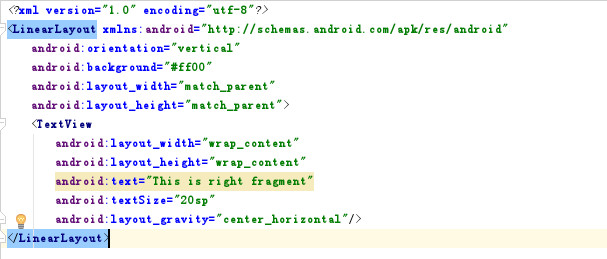 <?xml version="1.0" encoding="utf-8"?>
<LinearLayout xmlns:android="http://schemas.android.com/apk/res/android"
    android:orientation="vertical"
    android:background="#ff00"
    android:layout_width="match_parent"
    android:layout_height="match_parent">
    <TextView
        android:layout_width="wrap_content"
        android:layout_height="wrap_content"
        android:text="This is right fragment"
        android:textSize="20sp"
        android:layout_gravity="center_horizontal"/>
</LinearLayout>